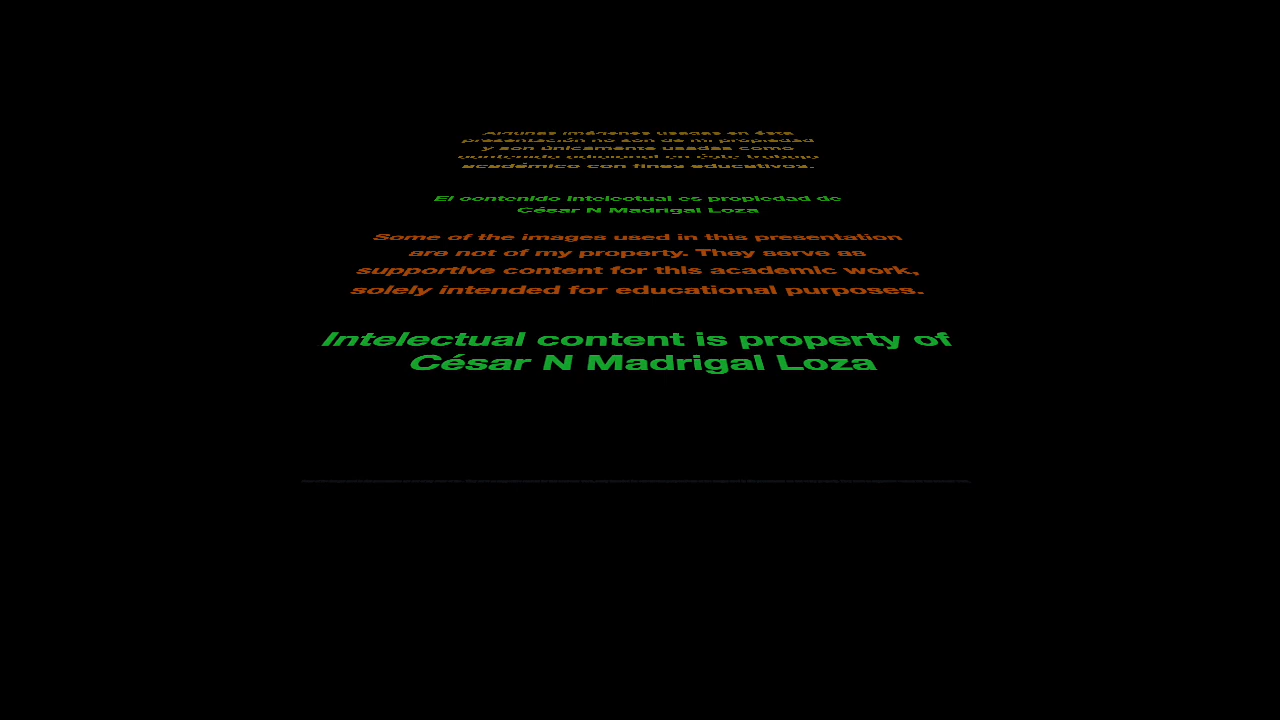 Algunas imágenes usadas en ésta
presentación no son de mi propiedad
y son únicamente usadas como
contenido adicional en éste trabajo
académico con fines educativos.
El contenido intelectual es propiedad de
César N Madrigal Loza
Some of the images used in this presentation
are not of my property. They serve as
supportive content for this academic work,
solely intended for educational purposes.
Intelectual content is property of
César N Madrigal Loza